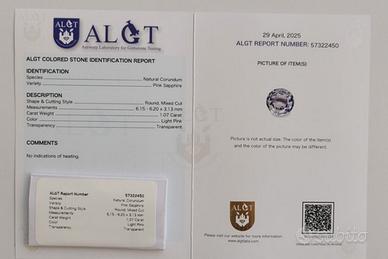 ALGT
Antwerp Laboratory for Gemstone Testing
ALGT COLORED STONE IDENTIFICATION REPORT
IDENTIFICATION
Species Natural Corundum
Variety Pink Sapphire
DESCRIPTION
Shape & Cutting Style Round, Mixed Cut
Measurements 6.15 - 6.20 x 3.13 mm
Carat Weight 1.07 Carat
Color Light Pink
Transparency Transparent
COMMENTS
No indications of heating.
ALGT Report Number 57322450
Species Natural Corundum
Variety Pink Sapphire
Shape & Cutting Style Round, Mixed Cut
Measurements 6.15 - 6.20 x 3.13 mm
Carat Weight 1.07 Carat
Color Light Pink
Transparency Transparent
29 April, 2025
ALGT REPORT NUMBER: 57322450
PICTURE OF ITEM(S)
Picture is not actual size. The color of the item(s)
and the color of the picture may be different.
ALGT
Please visit our website for more information
www.algtlabs.com
subito